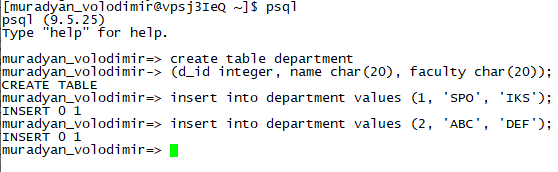 [muradyan_volodimir@vpsj3IeQ ~]$ psql
psql (9.5.25)
Type "help" for help.
muradyan_volodimir=> create table department
muradyan_volodimir-> (d_id integer, name char(20), faculty char(20));
CREATE TABLE
muradyan_volodimir=> insert into department values (1, 'SPO', 'IKS');
INSERT 0 1
muradyan_volodimir=> insert into department values (2, 'ABC', 'DEF');
INSERT 0 1
muradyan_volodimir=>